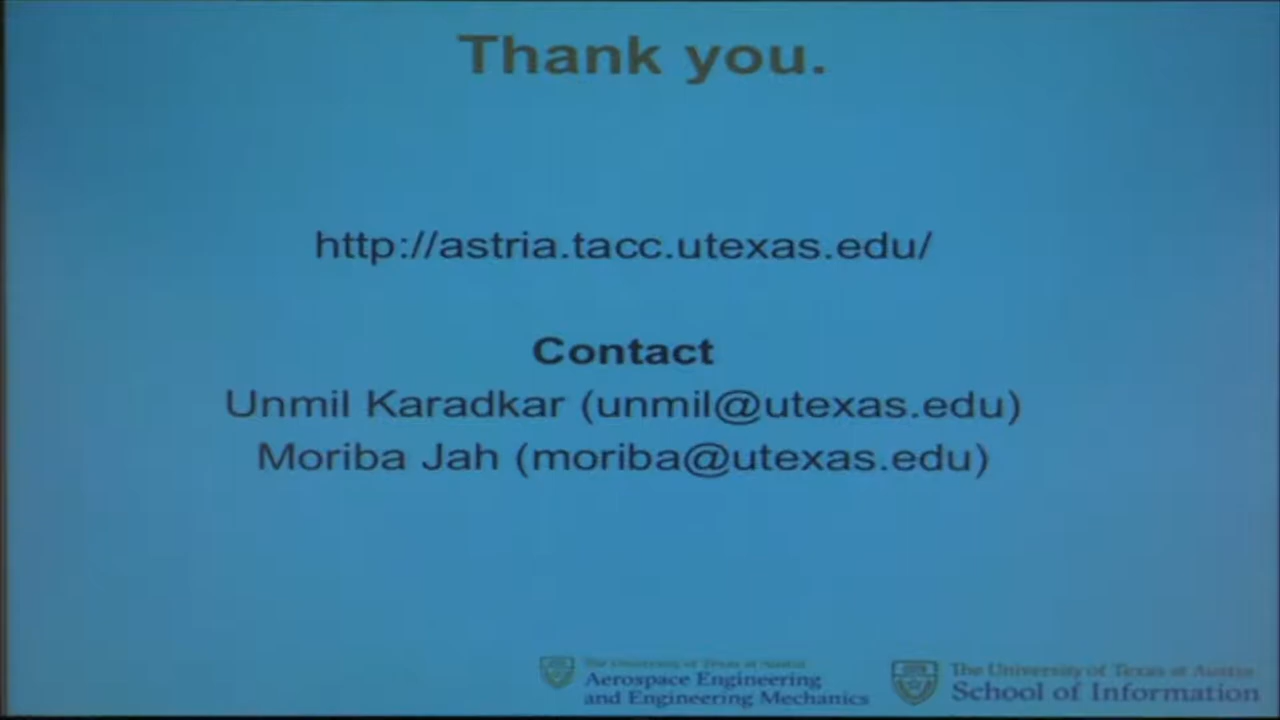 Thank you.
http://astria.tacc.utexas.edu/
Contact
Unmil Karadkar (unmil@utexas.edu)
Moriba Jah (moriba@utexas.edu)
The University of Texas at Austin
Aerospace Engineering
and Engineering Mechanics
The University of Texas at Austin
School of Information